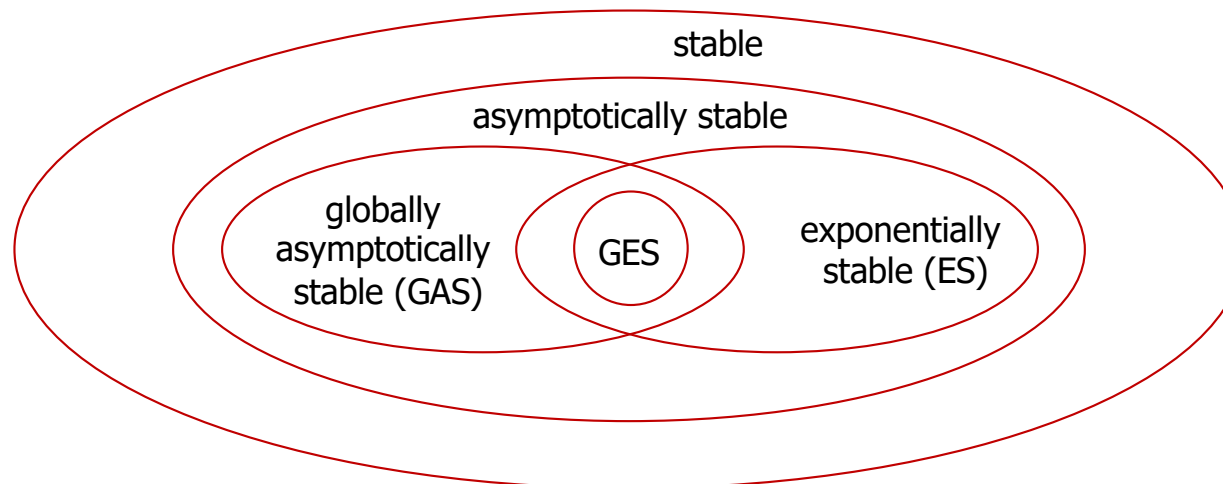 stable
asymptotically stable
globally
asymptotically
stable (GAS)
GES
exponentially
stable (ES)